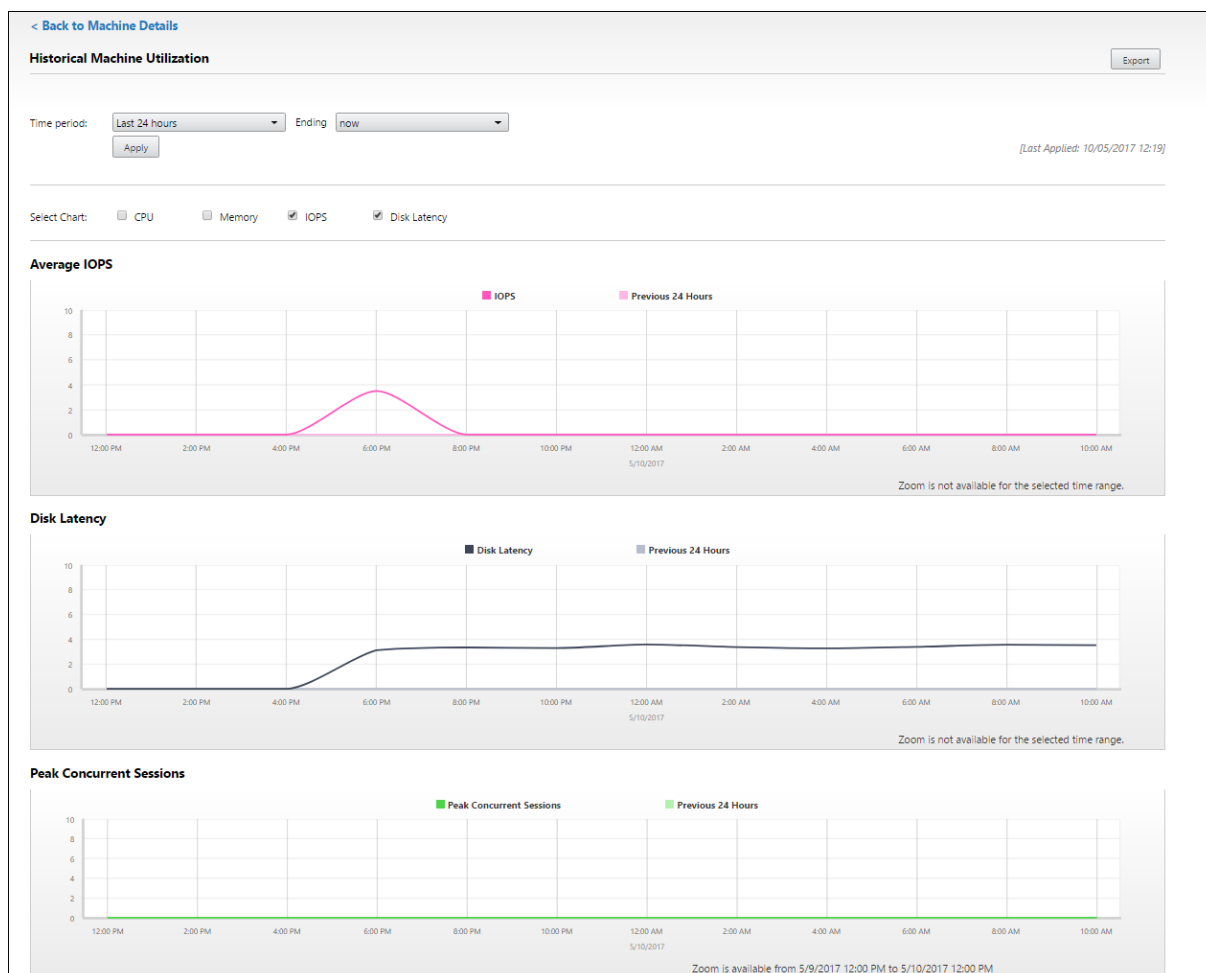 < Back to Machine Details
Historical Machine Utilization
Export
Time period: Last 24 hours Ending now
Apply
[Last Applied: 10/05/2017 12:19]
Select Chart: CPU Memory IOPS Disk Latency
Average IOPS
IOPS Previous 24 Hours
10
8
6
4
2
0
12:00 PM 2:00 PM 4:00 PM 6:00 PM 8:00 PM 10:00 PM 12:00 AM 2:00 AM 4:00 AM 6:00 AM 8:00 AM 10:00 AM
5/10/2017
Zoom is not available for the selected time range.
Disk Latency
Disk Latency Previous 24 Hours
10
8
6
4
2
0
12:00 PM 2:00 PM 4:00 PM 6:00 PM 8:00 PM 10:00 PM 12:00 AM 2:00 AM 4:00 AM 6:00 AM 8:00 AM 10:00 AM
5/10/2017
Zoom is not available for the selected time range.
Peak Concurrent Sessions
Peak Concurrent Sessions Previous 24 Hours
10
8
6
4
2
0
12:00 PM 2:00 PM 4:00 PM 6:00 PM 8:00 PM 10:00 PM 12:00 AM 2:00 AM 4:00 AM 6:00 AM 8:00 AM 10:00 AM
5/10/2017
Zoom is available from 5/9/2017 12:00 PM to 5/10/2017 12:00 PM